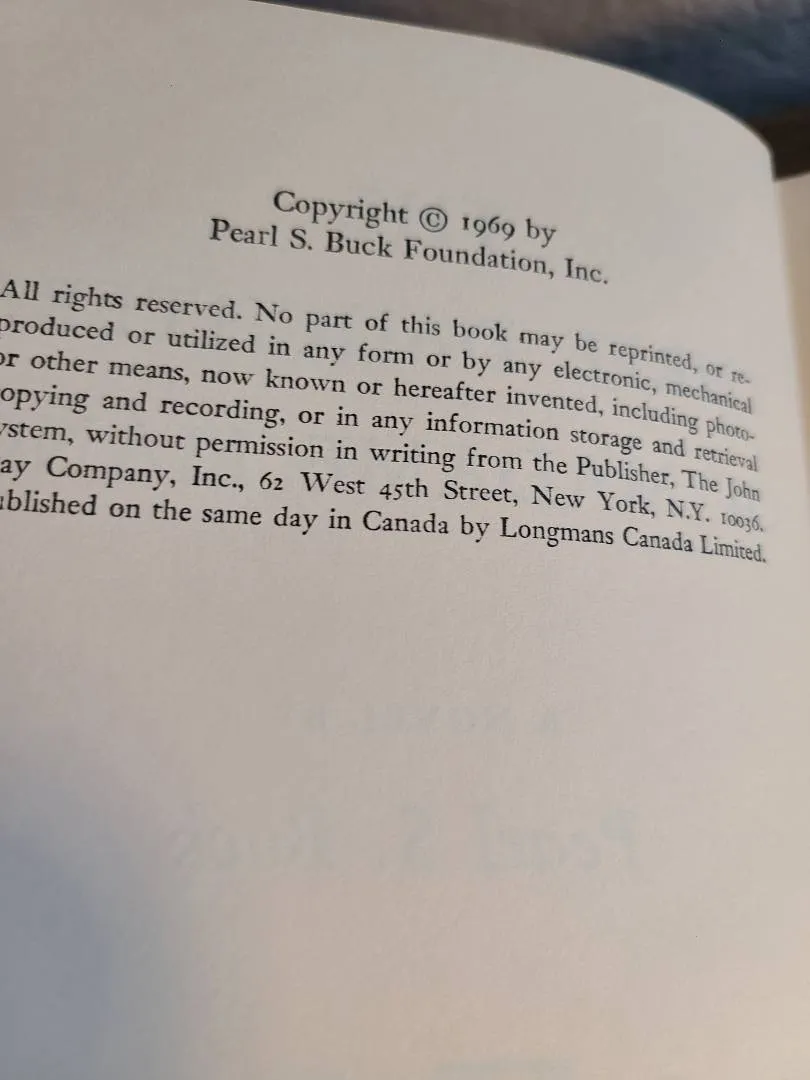 Copyright © 1969 by
Pearl S. Buck Foundation, Inc.
All rights reserved. No part of this book may be reprinted, or re-
produced or utilized in any form or by any electronic, mechanical
or other means, now known or hereafter invented, including photo-
opying and recording, or in any information storage and retrieval
ystem, without permission in writing from the Publisher, The John
ay Company, Inc., 62 West 45th Street, New York, N.Y. 10036.
ublished on the same day in Canada by Longmans Canada Limited.